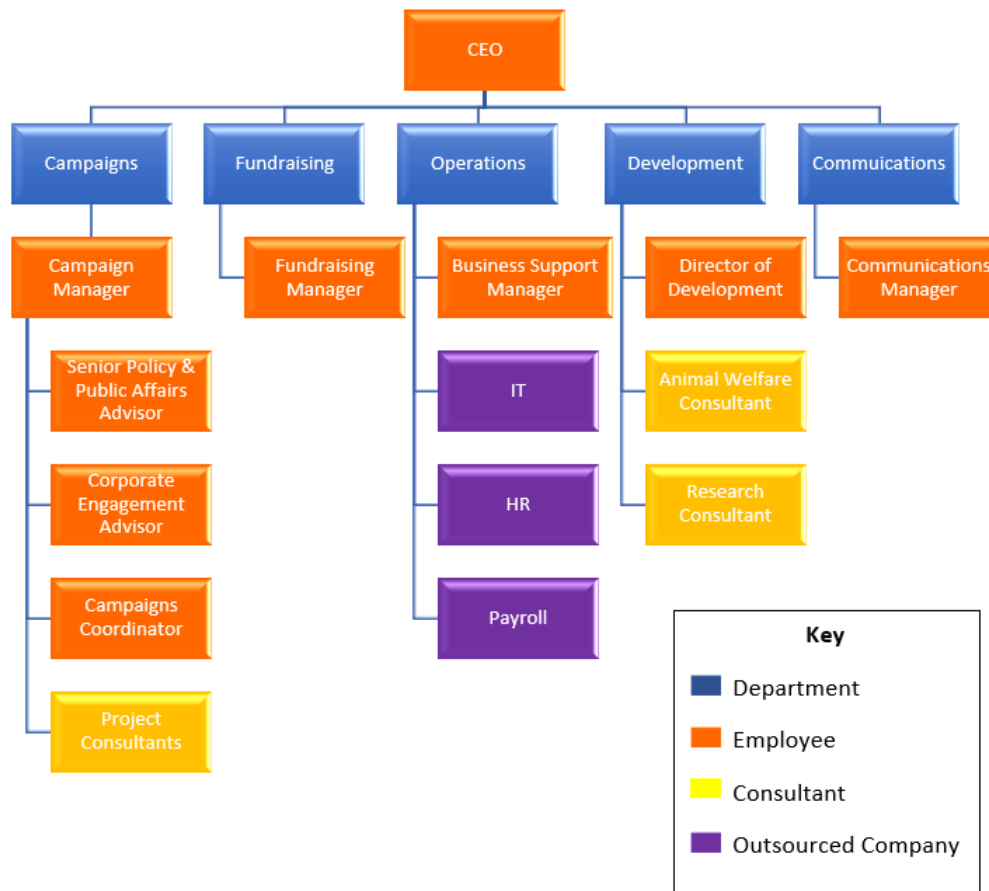 CEO
Campaigns
Fundraising
Operations
Development
Commuications
Campaign
Manager
Fundraising
Manager
Business Support
Manager
Director of
Development
Communications
Manager
Senior Policy &
Public Affairs
Advisor
IT
Animal Welfare
Consultant
Corporate
Engagement
Advisor
HR
Research
Consultant
Campaigns
Coordinator
Payroll
Project
Consultants
Key
Department
Employee
Consultant
Outsourced Company